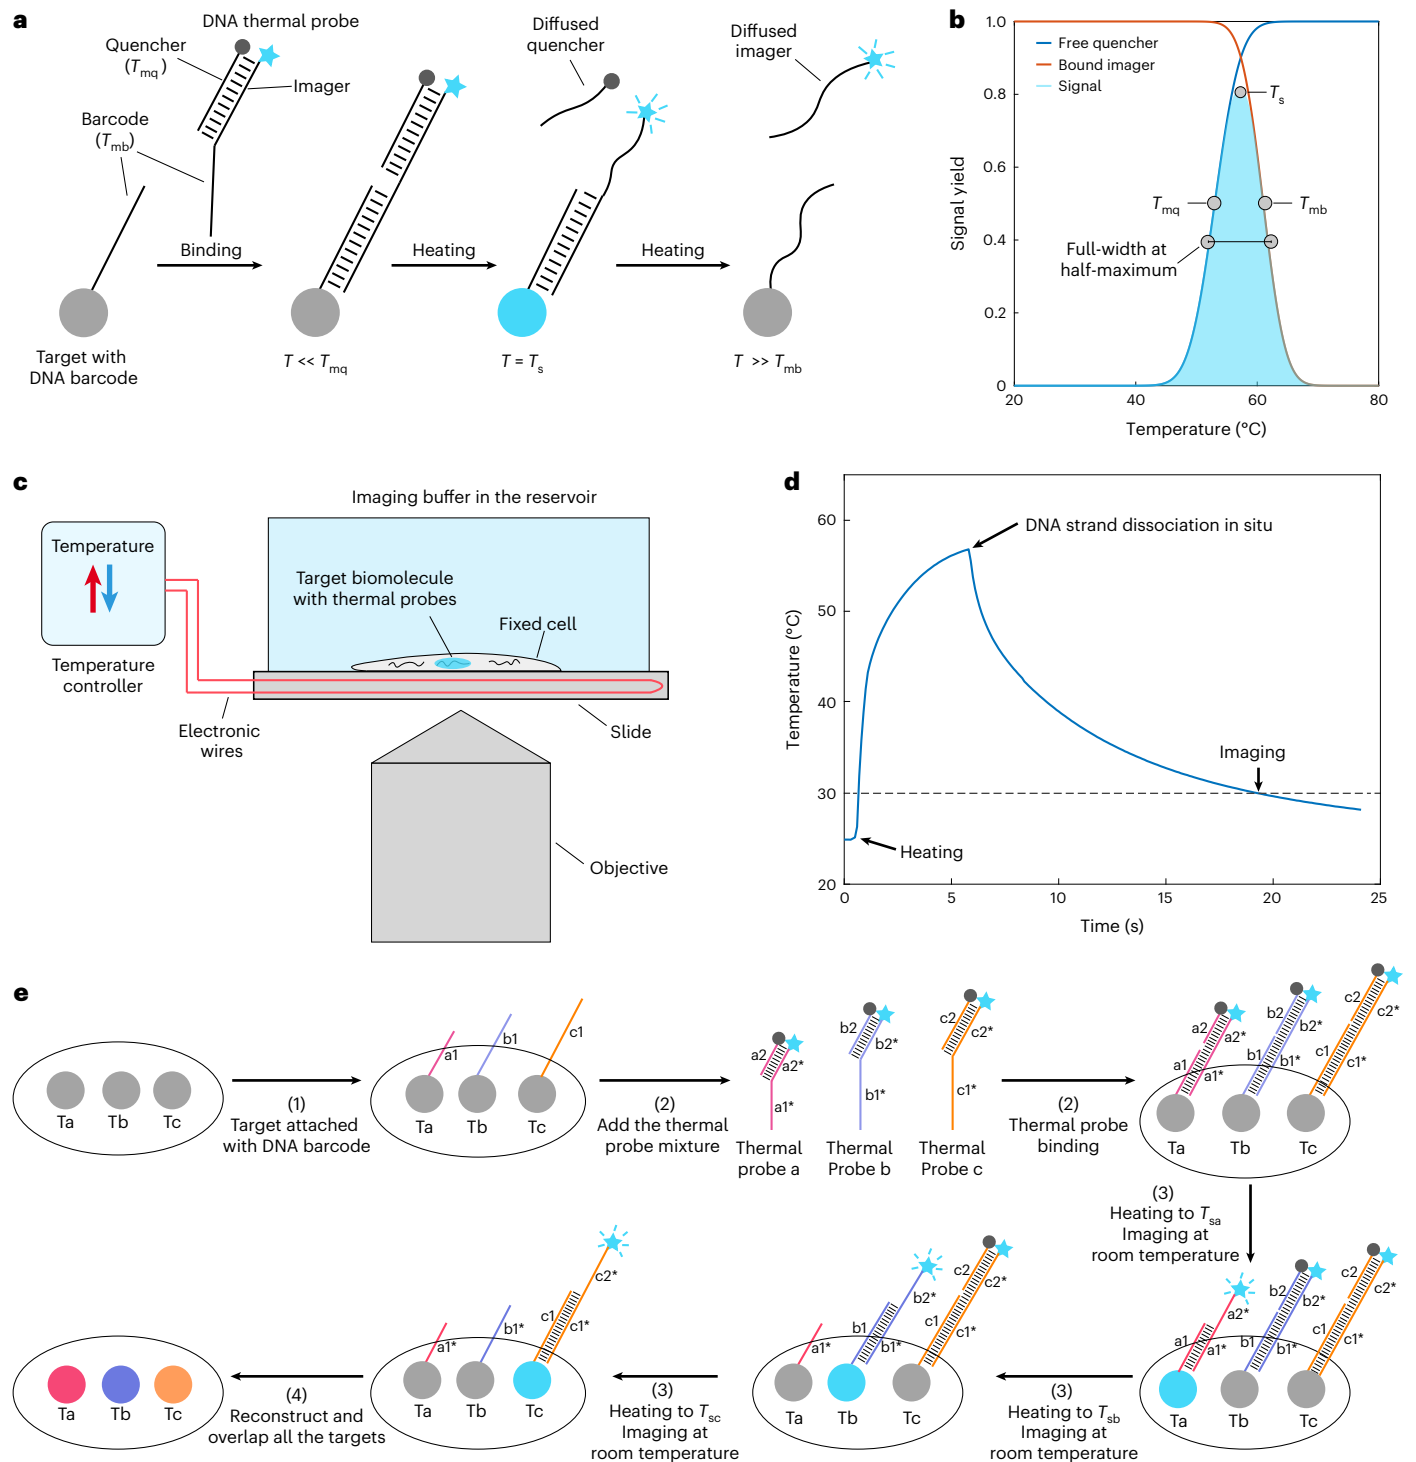 a
DNA thermal probe
Quencher
(Tmq)
Imager
Barcode
(Tmb)
Diffused
quencher
Diffused
imager
Binding
Heating
Heating
Target with
DNA barcode
T << Tmq
T = Ts
T >> Tmb
b
1.0
0.8
0.6
0.4
0.2
0
20
40
60
80
Signal yield
Temperature (°C)
Free quencher
Bound imager
Signal
Ts
Tmq
Tmb
Full-width at
half-maximum
c
Imaging buffer in the reservoir
Temperature
Temperature
controller
Target biomolecule
with thermal probes
Fixed cell
Electronic
wires
Slide
Objective
d
60
50
40
30
20
0
5
10
15
20
25
Temperature (°C)
Time (s)
DNA strand dissociation in situ
Imaging
Heating
e
Ta
Tb
Tc
(1)
Target attached
with DNA barcode
a1
b1
c1
Ta
Tb
Tc
(2)
Add the thermal
probe mixture
a2
a2*
a1*
Thermal
probe a
b2
b2*
b1*
Thermal
Probe b
c2
c2*
c1*
Thermal
Probe c
(2)
Thermal probe
binding
a2
a2*
a1
a1*
b2
b2*
b1
b1*
c2
c2*
c1
c1*
Ta
Tb
Tc
(3)
Heating to Tsa
Imaging at
room temperature
a2*
a1
a1*
b2
b2*
b1
b1*
c2
c2*
c1
c1*
Ta
Tb
Tc
(3)
Heating to Tsb
Imaging at
room temperature
a1*
b2*
b1
b1*
c2
c2*
c1
c1*
Ta
Tb
Tc
(3)
Heating to Tsc
Imaging at
room temperature
a1*
b1*
c2*
c1
c1*
Ta
Tb
Tc
(4)
Reconstruct and
overlap all the targets
Ta
Tb
Tc